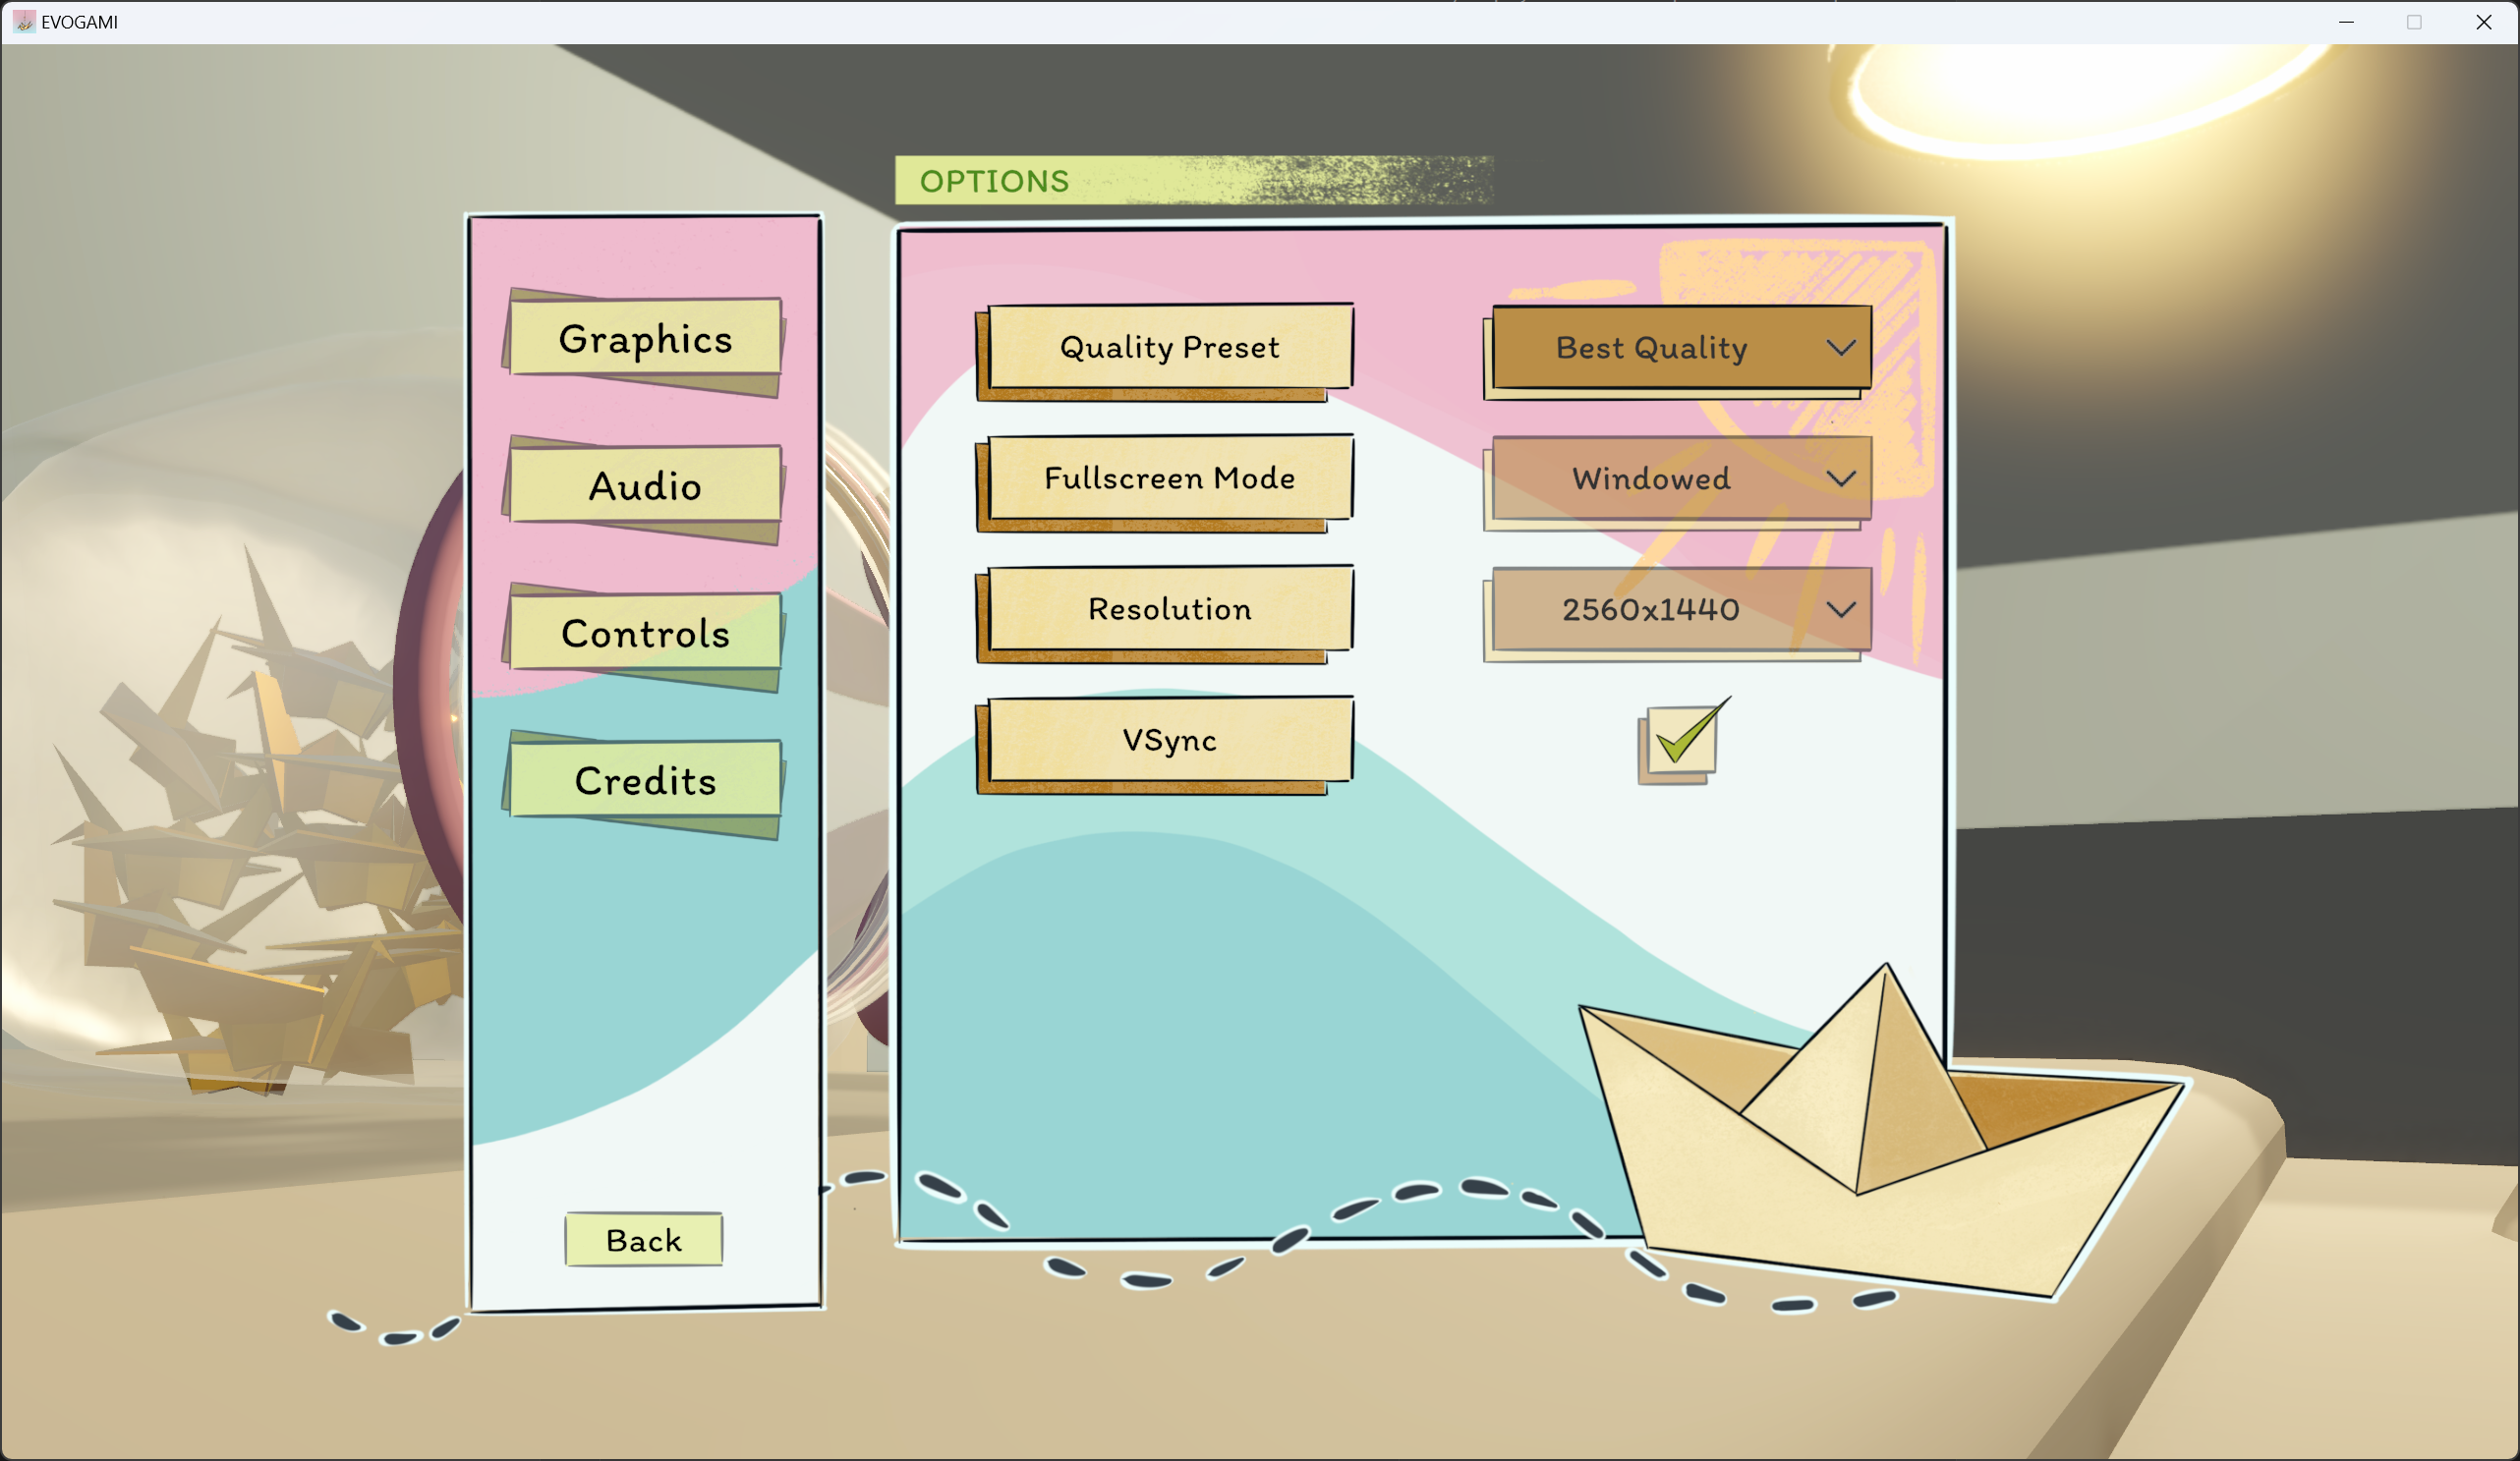 EVOGAMI
OPTIONS
Graphics
Audio
Controls
Credits
Back
Quality Preset
Best Quality
Fullscreen Mode
Windowed
Resolution
2560x1440
VSync